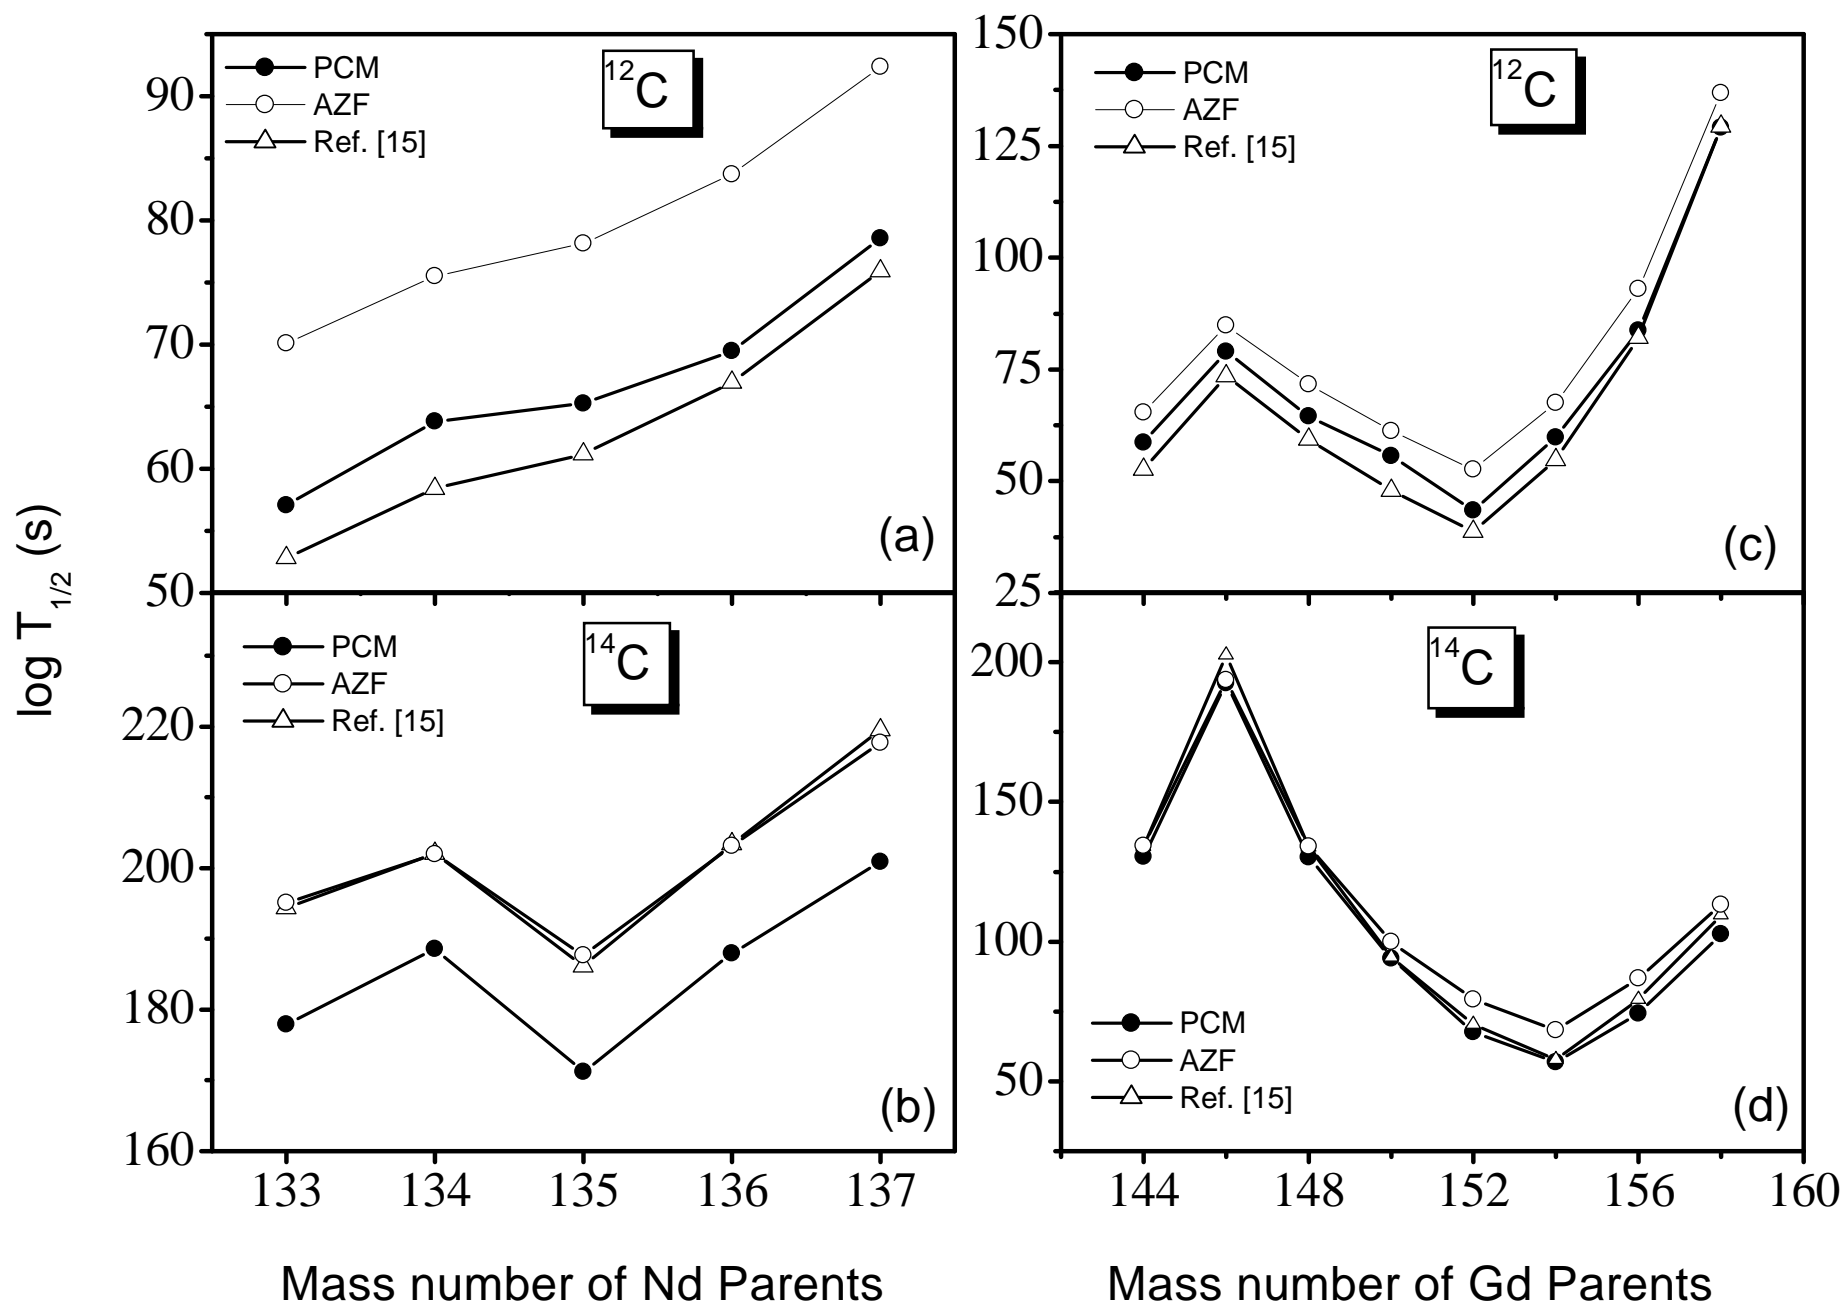 PCM
AZF
Ref. [15]
12C
90
80
70
60
50
(a)
PCM
AZF
Ref. [15]
12C
150
125
100
75
50
25
(c)
log T1/2 (s)
PCM
AZF
Ref. [15]
14C
220
200
180
160
(b)
133 134 135 136 137
Mass number of Nd Parents
14C
200
150
100
50
PCM
AZF
Ref. [15]
(d)
144 148 152 156 160
Mass number of Gd Parents